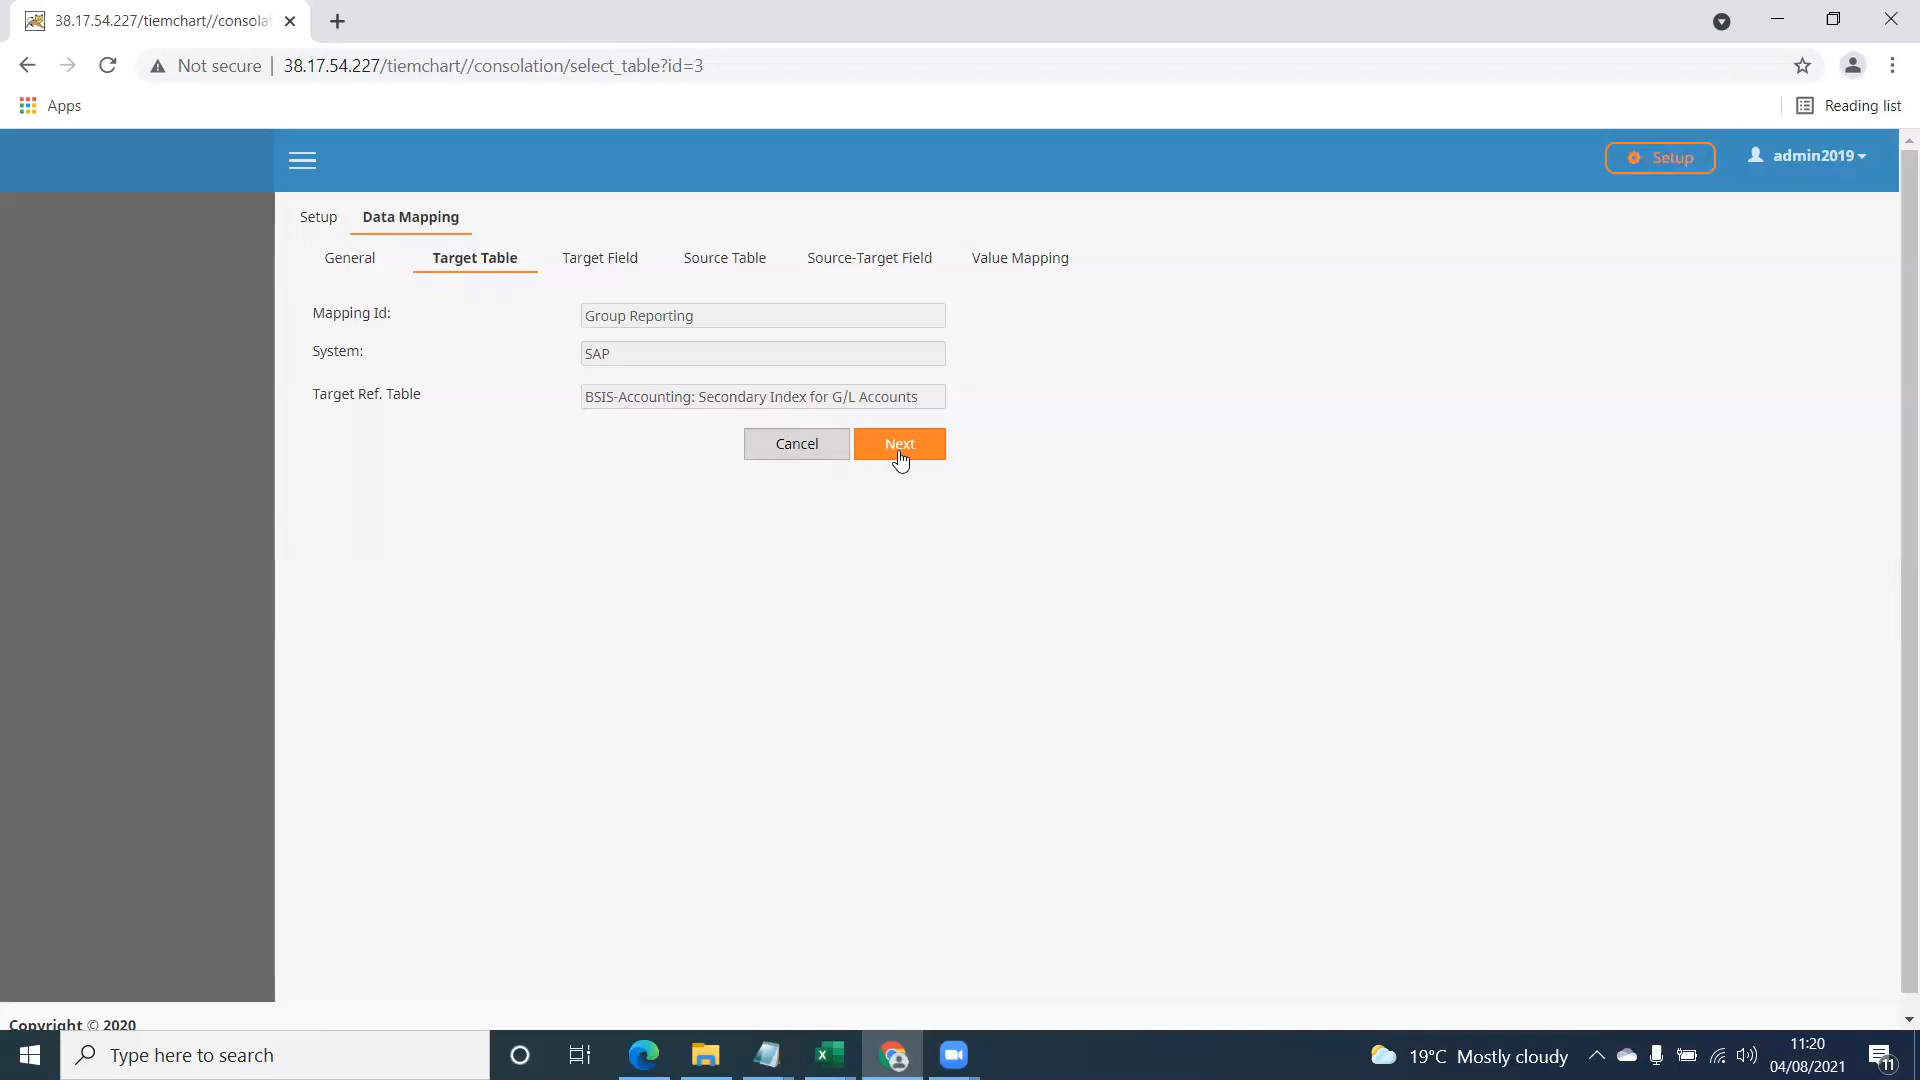 38.17.54.227/tiemchart//consola
Not secure | 38.17.54.227/tiemchart//consolation/select_table?id=3
Apps
Reading list
Setup
admin2019
Setup
Data Mapping
General
Target Table
Target Field
Source Table
Source-Target Field
Value Mapping
Mapping Id:
Group Reporting
System:
SAP
Target Ref. Table
BSIS-Accounting: Secondary Index for G/L Accounts
Cancel
Next
Copyright © 2020
Type here to search
19°C Mostly cloudy
11:20
04/08/2021
11